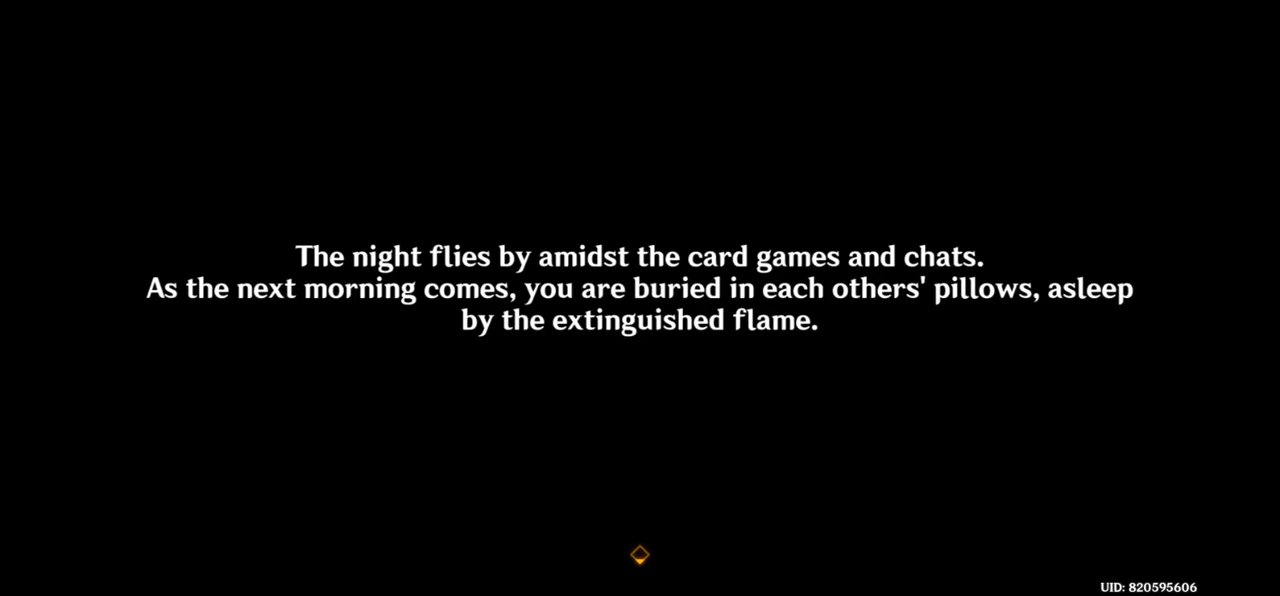 The night flies by amidst the card games and chats.
As the next morning comes, you are buried in each others' pillows, asleep
by the extinguished flame.
UID: 820595606